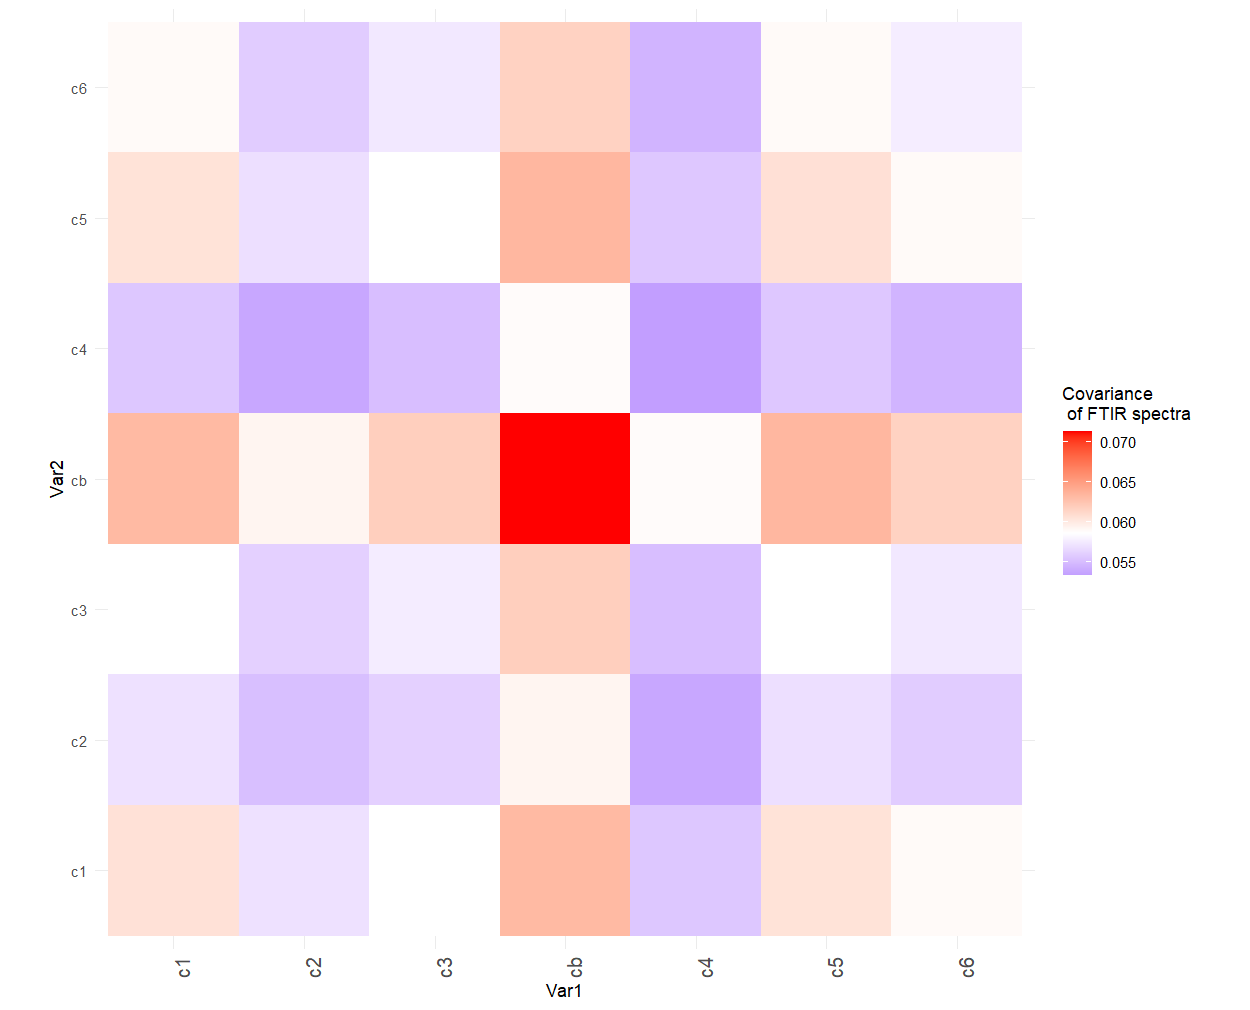 c6
c5
c4
cb
c3
c2
c1
Var2
c1 c2 c3 cb c4 c5 c6
Var1
Covariance
of FTIR spectra
0.070
0.065
0.060
0.055